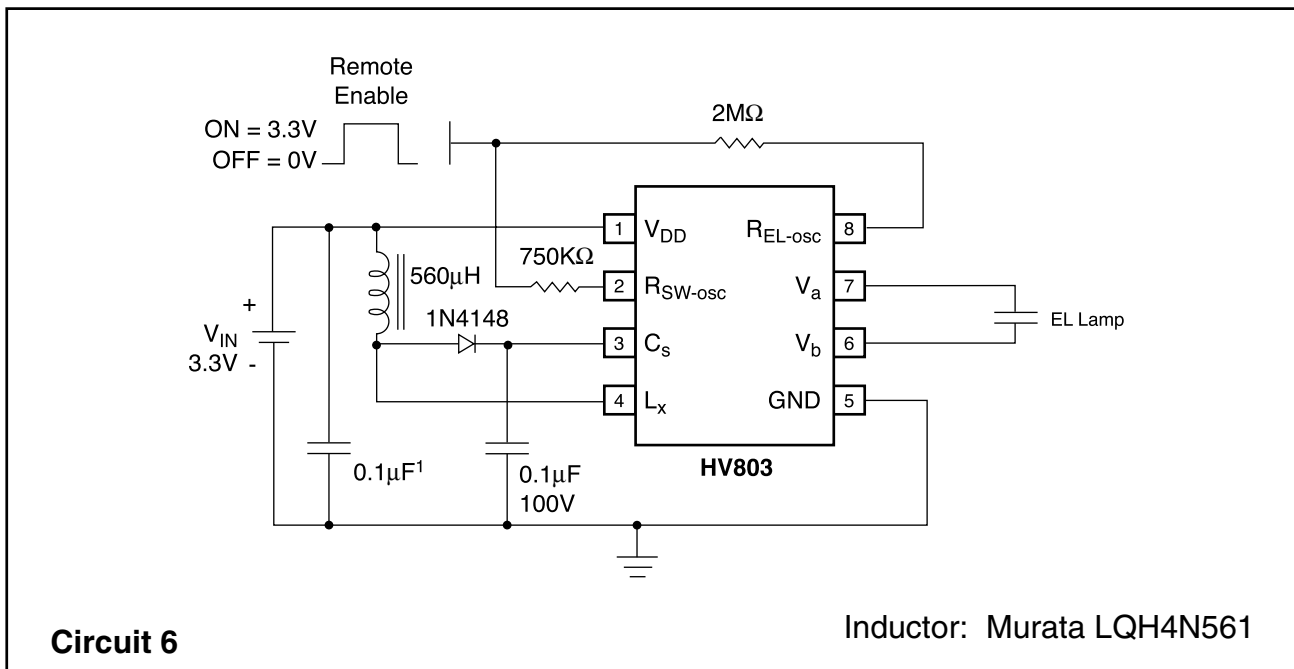 Remote
Enable
ON = 3.3V
OFF = 0V
2MΩ
1
V_DD
R_EL-osc
8
750KΩ
560μH
2
R_SW-osc
V_a
7
1N4148
+
V_IN
3.3V -
3
C_s
V_b
6
EL Lamp
4
L_x
GND
5
0.1μF¹
0.1μF
100V
HV803
Circuit 6
Inductor: Murata LQH4N561